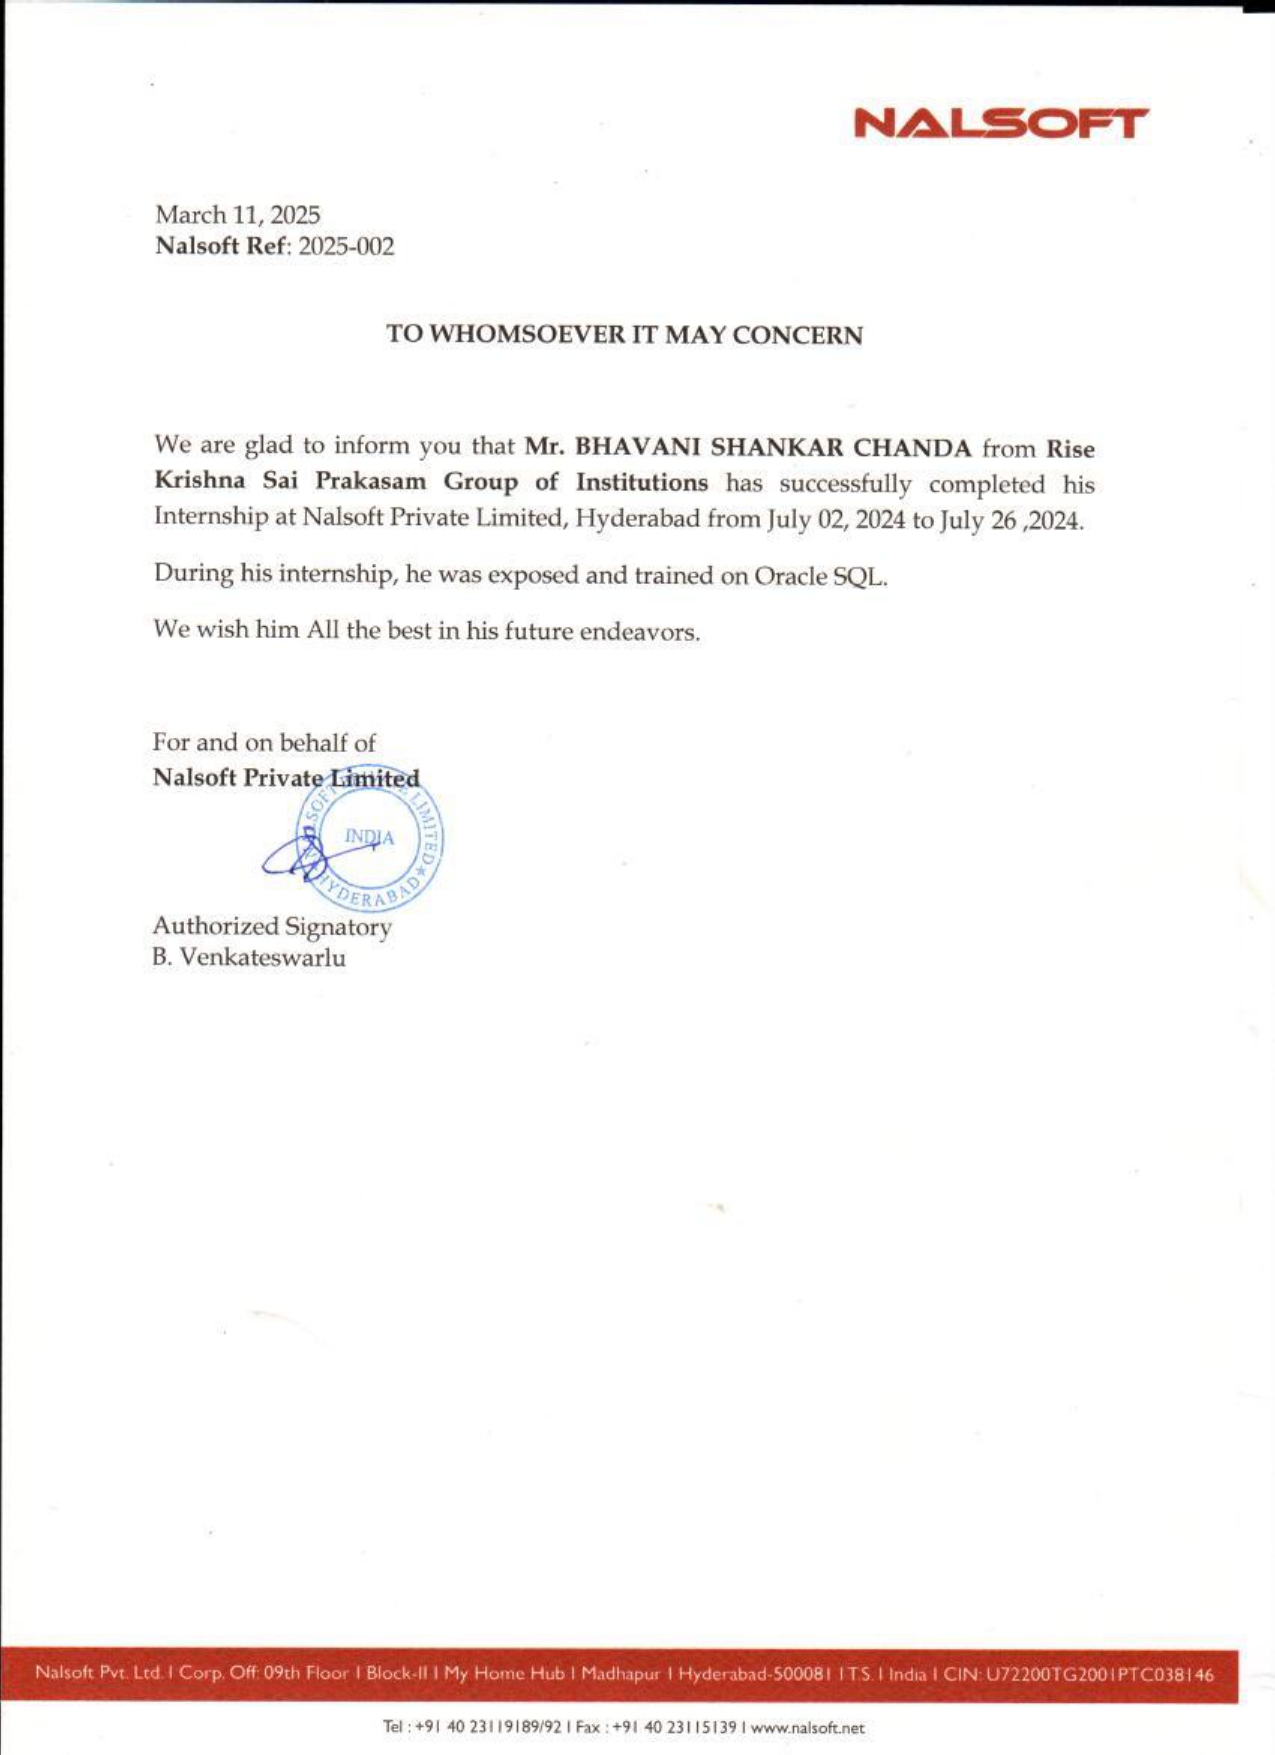 NALSOFT
March 11, 2025
Nalsoft Ref: 2025-002
TO WHOMSOEVER IT MAY CONCERN
We are glad to inform you that Mr. BHAVANI SHANKAR CHANDA from Rise
Krishna Sai Prakasam Group of Institutions has successfully completed his
Internship at Nalsoft Private Limited, Hyderabad from July 02, 2024 to July 26 ,2024.
During his internship, he was exposed and trained on Oracle SQL.
We wish him All the best in his future endeavors.
For and on behalf of
Nalsoft Private Limited
LIMITED
INDIA
HYDERABAD
Authorized Signatory
B. Venkateswarlu
Nalsoft Pvt. Ltd. I Corp. Off: 09th Floor I Block-II I My Home Hub I Madhapur I Hyderabad-500081 I T.S. I India I CIN: U72200TG2001PTC038146
Tel : +91 40 23119189/92 I Fax : +91 40 23115139 I www.nalsoft.net